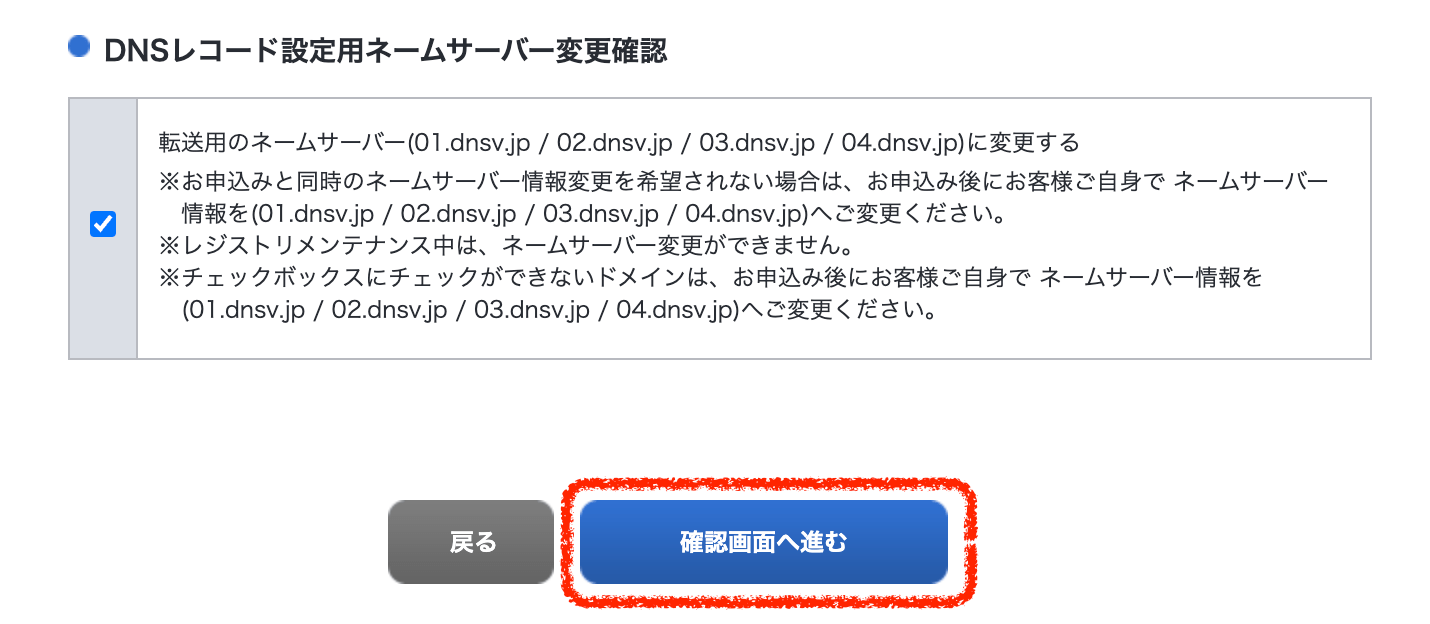 DNSレコード設定用ネームサーバー変更確認
転送用のネームサーバー(01.dnsv.jp / 02.dnsv.jp / 03.dnsv.jp / 04.dnsv.jp)に変更する
※お申込みと同時のネームサーバー情報変更を希望されない場合は、お申込み後にお客様ご自身で ネームサーバー
情報を(01.dnsv.jp / 02.dnsv.jp / 03.dnsv.jp / 04.dnsv.jp)へご変更ください。
※レジストリメンテナンス中は、ネームサーバー変更ができません。
※チェックボックスにチェックができないドメインは、お申込み後にお客様ご自身で ネームサーバー情報を
(01.dnsv.jp / 02.dnsv.jp / 03.dnsv.jp / 04.dnsv.jp)へご変更ください。
戻る
確認画面へ進む